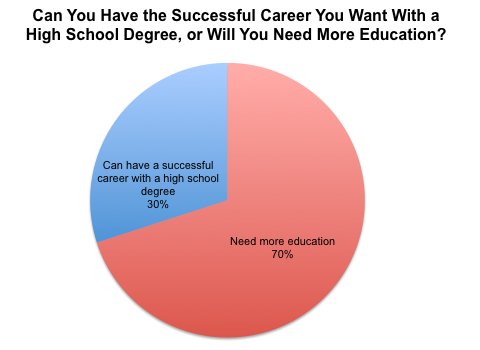 Can You Have the Successful Career You Want With a
High School Degree, or Will You Need More Education?
Can have a successful
career with a high school
degree
30%
Need more education
70%